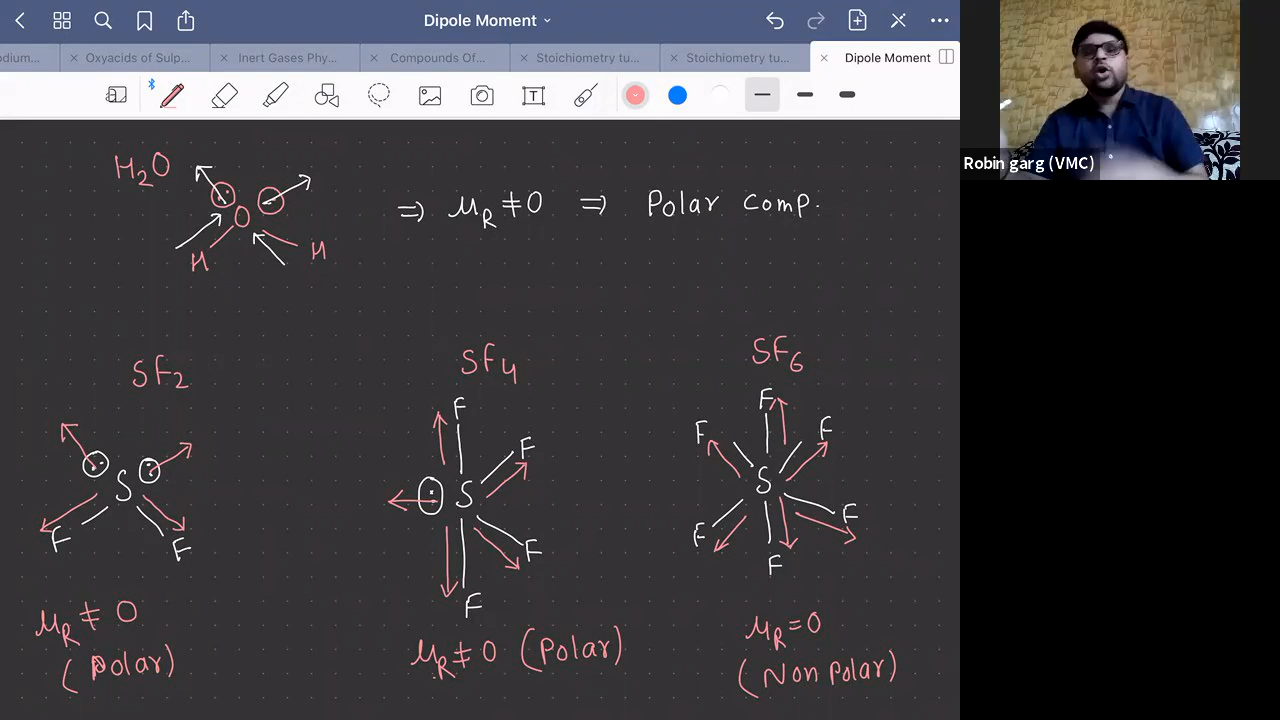 Dipole Moment
odium...
Oxyacids of Sulp...
Inert Gases Phy...
Compounds Of...
Stoichiometry tu...
Stoichiometry tu...
Dipole Moment
T
Robin garg (VMC)
H2O
O
H
H
⇒ μR ≠ 0 ⇒ Polar comp.
SF2
S
F
F
μR ≠ 0
(Polar)
SF4
F
F
S
F
F
μR ≠ 0 (Polar)
SF6
F
F
F
S
F
F
F
μR = 0
(Non Polar)